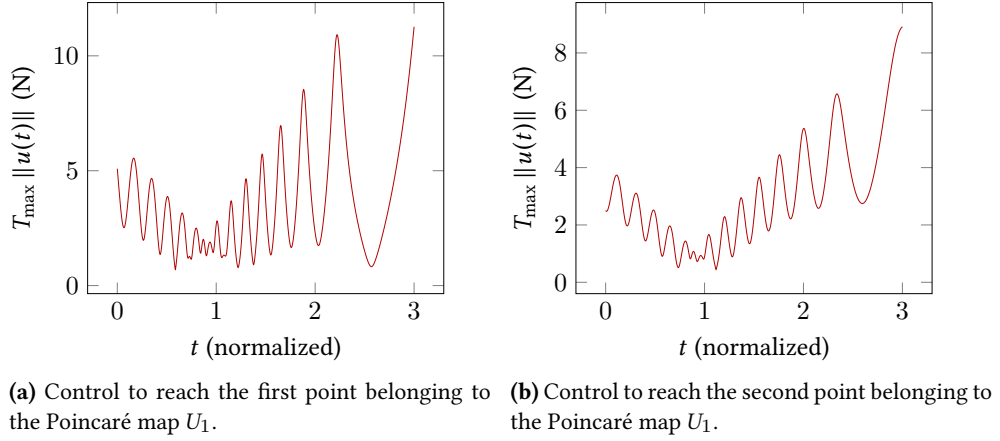 10
5
0
0 1 2 3
T_max ||u(t)|| (N)
t (normalized)
8
6
4
2
0
0 1 2 3
T_max ||u(t)|| (N)
t (normalized)
(a) Control to reach the first point belonging to
the Poincaré map U₁.
(b) Control to reach the second point belonging to
the Poincaré map U₁.